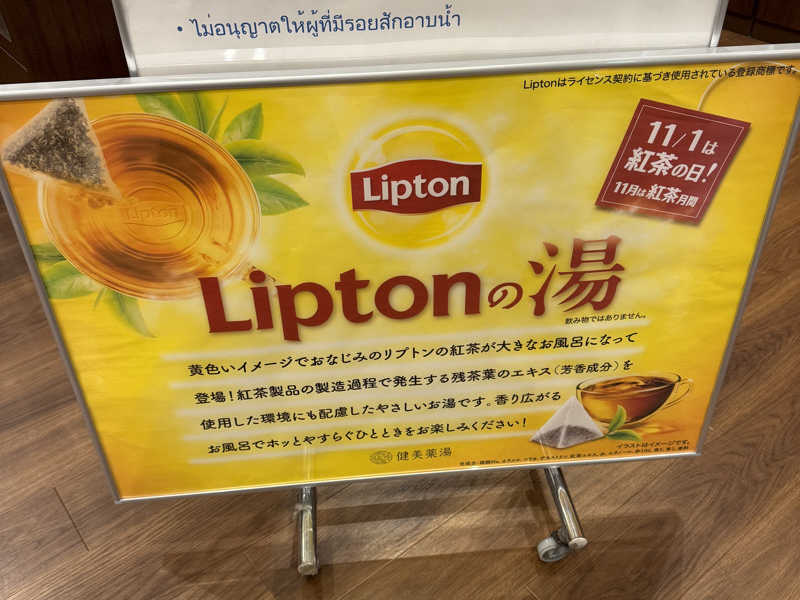 • ไม่อนุญาตให้ผู้ที่มีรอยสักอาบน้ำ
Liptonはライセンス契約に基づき使用されている登録商標です。
11/1は
紅茶の日!
11月は紅茶月間
Lipton
Lipton
Liptonの湯
飲み物ではありません。
黄色いイメージでおなじみのリプトンの紅茶が大きなお風呂になって
登場!紅茶製品の製造過程で発生する残茶葉のエキス(芳香成分)を
使用した環境にも配慮したやさしいお湯です。香り広がる
お風呂でホッとやすらぐひとときをお楽しみください!
イラストはイメージです。
健美薬湯